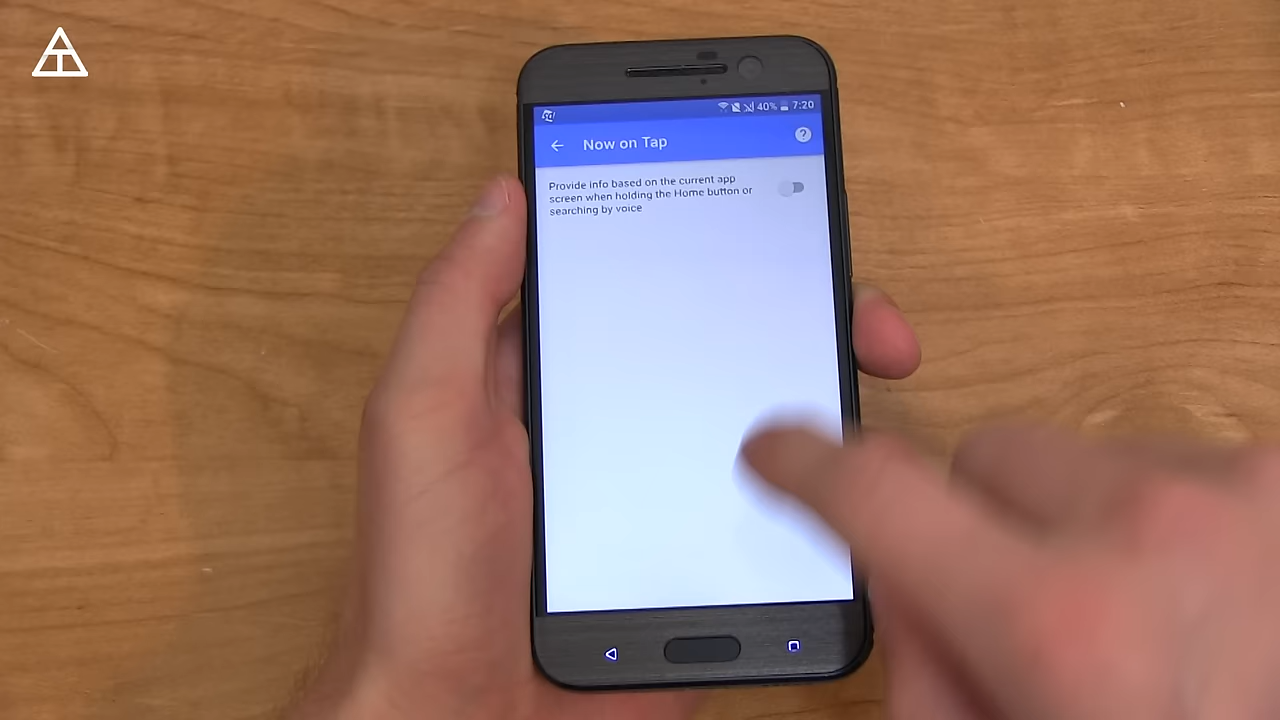 40% 7:20
Now on Tap
Provide info based on the current app
screen when holding the Home button or
searching by voice